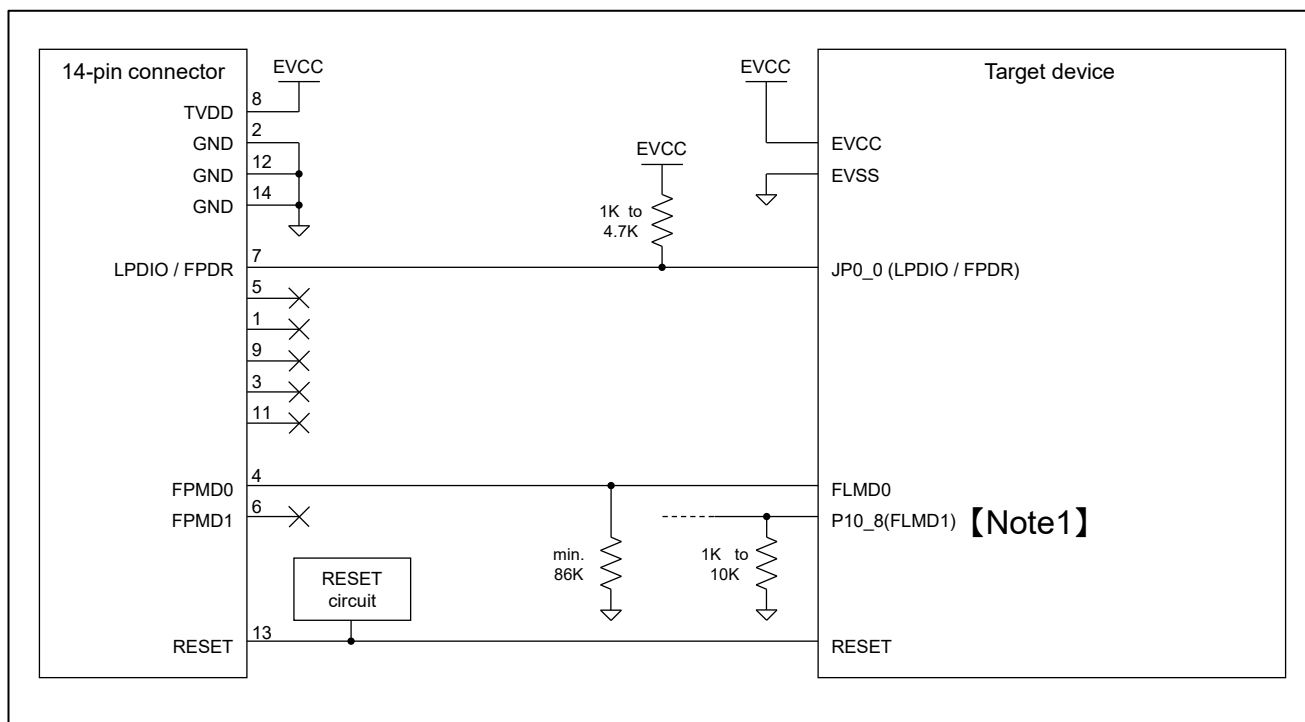 14-pin connector
EVCC
TVDD
8
GND
2
GND
12
GND
14
LPDIO / FPDR
7
5
1
9
3
11
FPMD0
4
FPMD1
6
RESET
13
RESET
circuit
EVCC
1K to
4.7K
min.
86K
1K to
10K
EVCC
Target device
EVCC
EVSS
JP0_0 (LPDIO / FPDR)
FLMD0
P10_8(FLMD1) 【Note1】
RESET